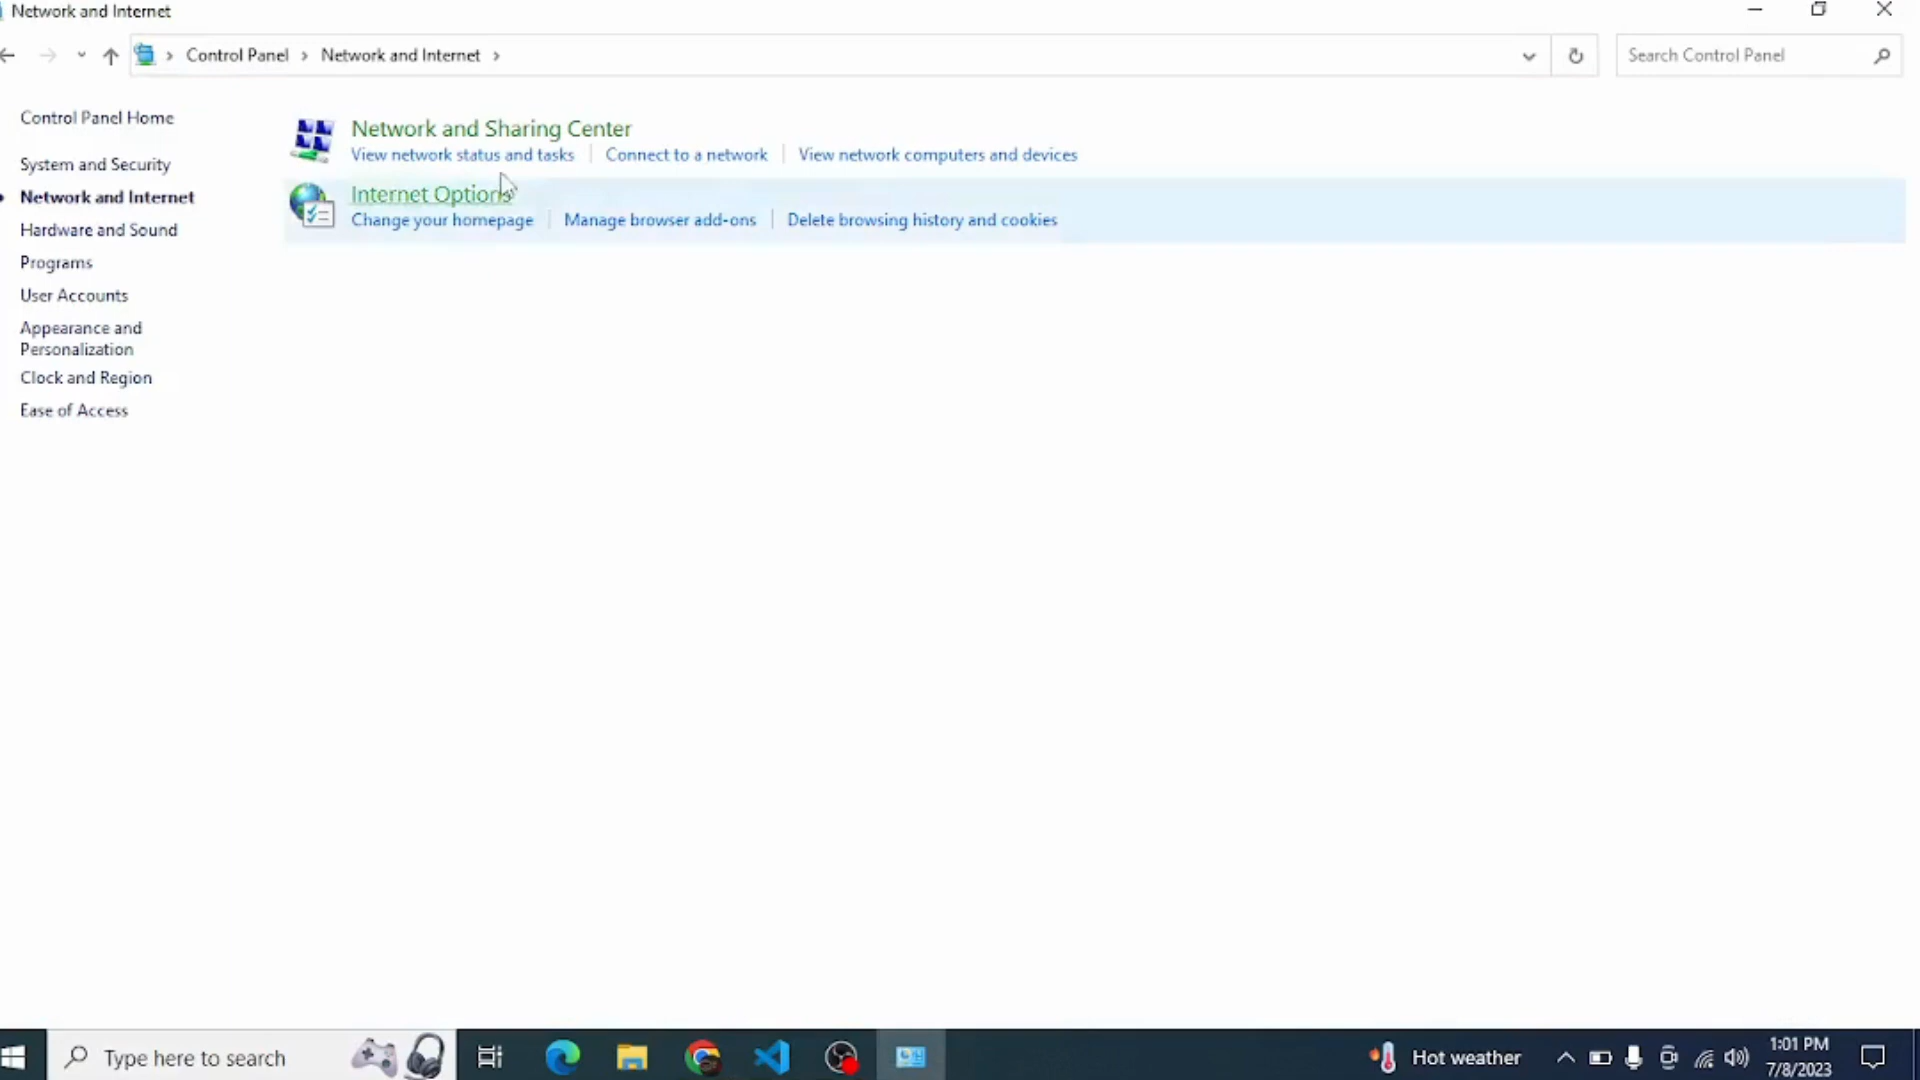 Network and Internet
Control Panel > Network and Internet >
Search Control Panel
Control Panel Home
System and Security
Network and Internet
Hardware and Sound
Programs
User Accounts
Appearance and
Personalization
Clock and Region
Ease of Access
Network and Sharing Center
View network status and tasks | Connect to a network | View network computers and devices
Internet Options
Change your homepage | Manage browser add-ons | Delete browsing history and cookies
Type here to search
Hot weather
1:01 PM
7/8/2023